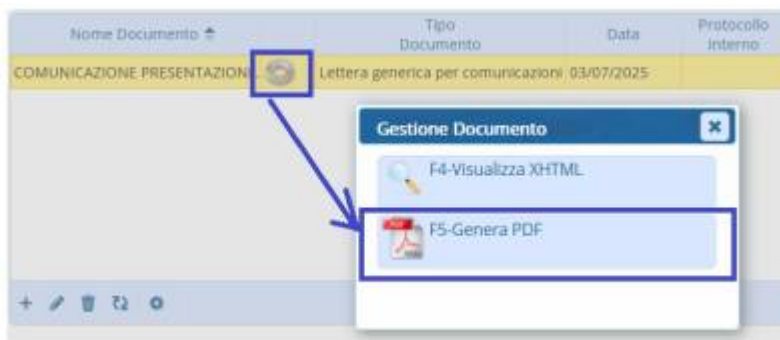 Nome Documento
Tipo
Documento
Data
Protocollo
Interno
COMUNICAZIONE PRESENTAZIONI
Lettera generica per comunicazioni
03/07/2025
Gestione Documento
F4-Visualizza XHTML
PDF
F5-Genera PDF